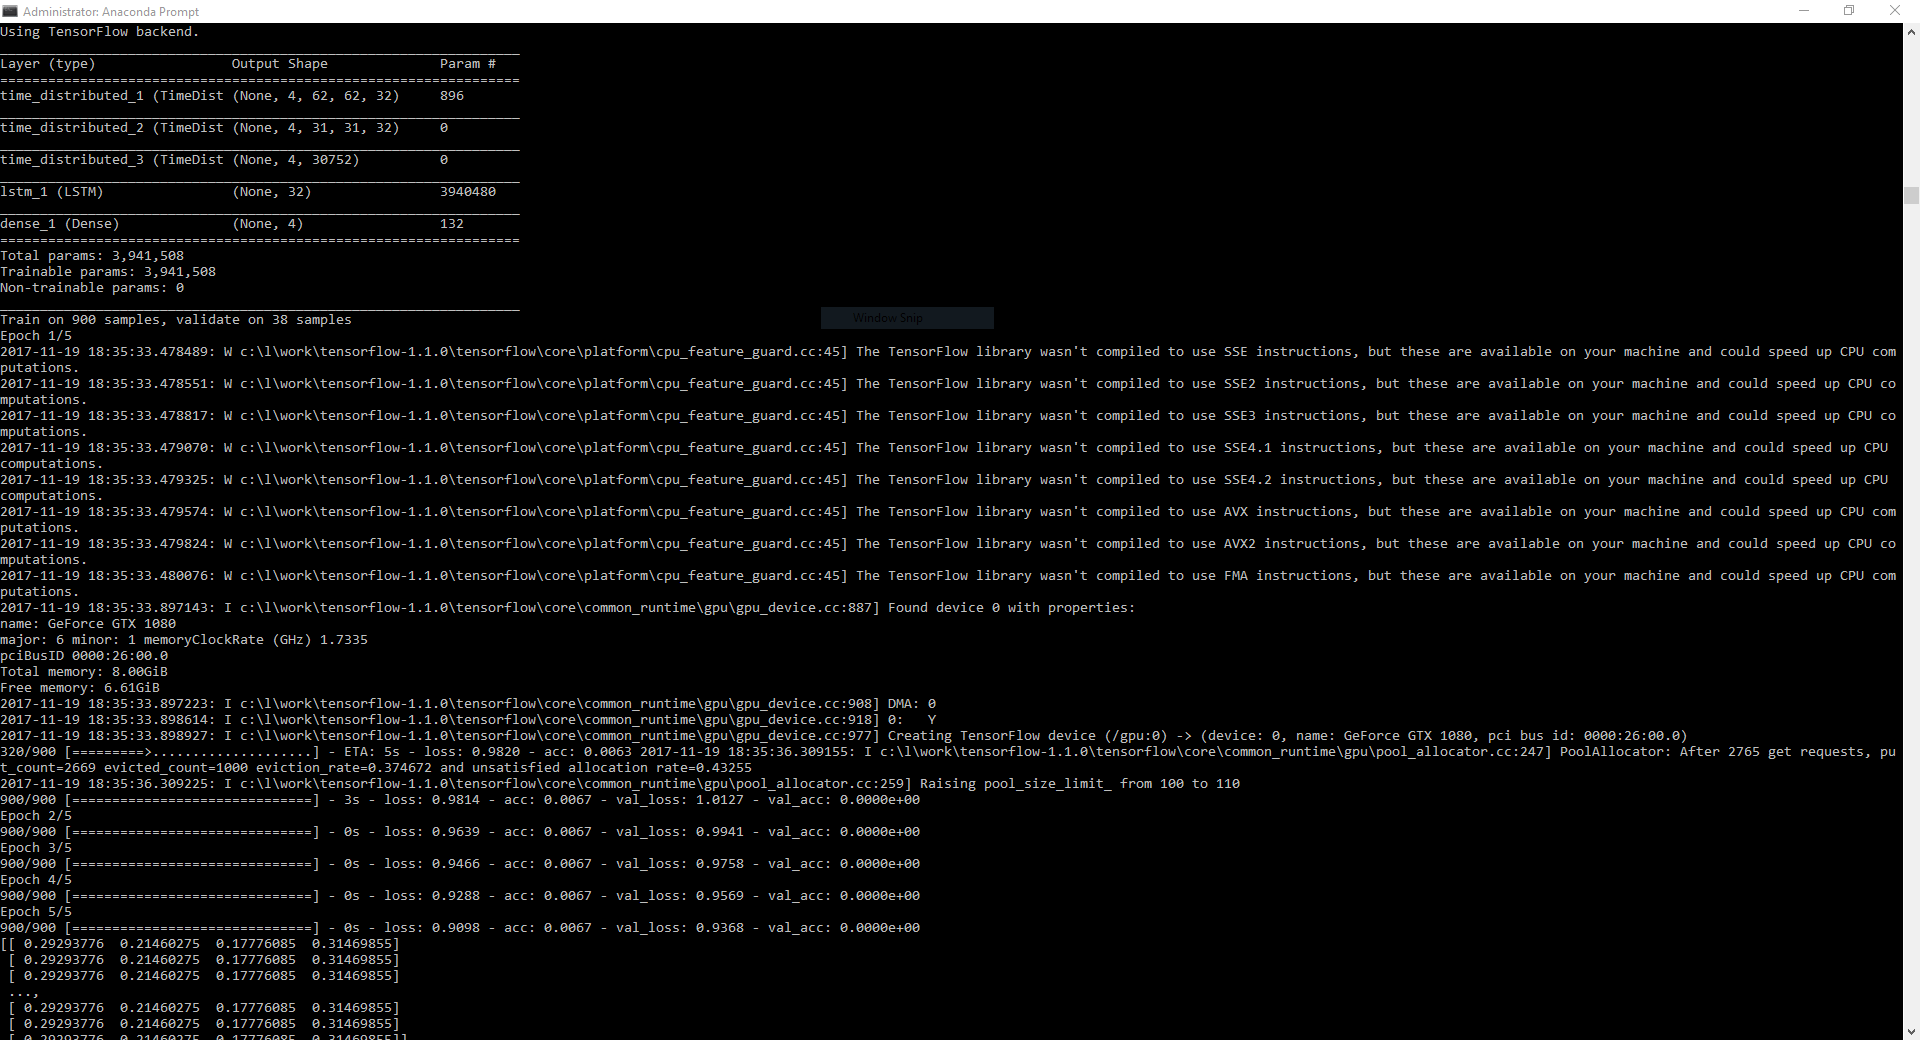 Administrator: Anaconda Prompt
Using TensorFlow backend.
_________________________________________________________________
Layer (type)                 Output Shape              Param #
=================================================================
time_distributed_1 (TimeDist (None, 4, 62, 62, 32)     896
_________________________________________________________________
time_distributed_2 (TimeDist (None, 4, 31, 31, 32)     0
_________________________________________________________________
time_distributed_3 (TimeDist (None, 4, 30752)          0
_________________________________________________________________
lstm_1 (LSTM)                (None, 32)                3940480
_________________________________________________________________
dense_1 (Dense)              (None, 4)                 132
=================================================================
Total params: 3,941,508
Trainable params: 3,941,508
Non-trainable params: 0
_________________________________________________________________
Window Snip
Train on 900 samples, validate on 38 samples
Epoch 1/5
2017-11-19 18:35:33.478489: W c:\l\work\tensorflow-1.1.0\tensorflow\core\platform\cpu_feature_guard.cc:45] The TensorFlow library wasn't compiled to use SSE instructions, but these are available on your machine and could speed up CPU com
putations.
2017-11-19 18:35:33.478551: W c:\l\work\tensorflow-1.1.0\tensorflow\core\platform\cpu_feature_guard.cc:45] The TensorFlow library wasn't compiled to use SSE2 instructions, but these are available on your machine and could speed up CPU co
mputations.
2017-11-19 18:35:33.478817: W c:\l\work\tensorflow-1.1.0\tensorflow\core\platform\cpu_feature_guard.cc:45] The TensorFlow library wasn't compiled to use SSE3 instructions, but these are available on your machine and could speed up CPU co
mputations.
2017-11-19 18:35:33.479070: W c:\l\work\tensorflow-1.1.0\tensorflow\core\platform\cpu_feature_guard.cc:45] The TensorFlow library wasn't compiled to use SSE4.1 instructions, but these are available on your machine and could speed up CPU
computations.
2017-11-19 18:35:33.479325: W c:\l\work\tensorflow-1.1.0\tensorflow\core\platform\cpu_feature_guard.cc:45] The TensorFlow library wasn't compiled to use SSE4.2 instructions, but these are available on your machine and could speed up CPU
computations.
2017-11-19 18:35:33.479574: W c:\l\work\tensorflow-1.1.0\tensorflow\core\platform\cpu_feature_guard.cc:45] The TensorFlow library wasn't compiled to use AVX instructions, but these are available on your machine and could speed up CPU com
putations.
2017-11-19 18:35:33.479824: W c:\l\work\tensorflow-1.1.0\tensorflow\core\platform\cpu_feature_guard.cc:45] The TensorFlow library wasn't compiled to use AVX2 instructions, but these are available on your machine and could speed up CPU co
mputations.
2017-11-19 18:35:33.480076: W c:\l\work\tensorflow-1.1.0\tensorflow\core\platform\cpu_feature_guard.cc:45] The TensorFlow library wasn't compiled to use FMA instructions, but these are available on your machine and could speed up CPU com
putations.
2017-11-19 18:35:33.897143: I c:\l\work\tensorflow-1.1.0\tensorflow\core\common_runtime\gpu\gpu_device.cc:887] Found device 0 with properties:
name: GeForce GTX 1080
major: 6 minor: 1 memoryClockRate (GHz) 1.7335
pciBusID 0000:26:00.0
Total memory: 8.00GiB
Free memory: 6.61GiB
2017-11-19 18:35:33.897223: I c:\l\work\tensorflow-1.1.0\tensorflow\core\common_runtime\gpu\gpu_device.cc:908] DMA: 0
2017-11-19 18:35:33.898614: I c:\l\work\tensorflow-1.1.0\tensorflow\core\common_runtime\gpu\gpu_device.cc:918] 0:   Y
2017-11-19 18:35:33.898927: I c:\l\work\tensorflow-1.1.0\tensorflow\core\common_runtime\gpu\gpu_device.cc:977] Creating TensorFlow device (/gpu:0) -> (device: 0, name: GeForce GTX 1080, pci bus id: 0000:26:00.0)
320/900 [=========>....................] - ETA: 5s - loss: 0.9820 - acc: 0.0063 2017-11-19 18:35:36.309155: I c:\l\work\tensorflow-1.1.0\tensorflow\core\common_runtime\gpu\pool_allocator.cc:247] PoolAllocator: After 2765 get requests, pu
t_count=2669 evicted_count=1000 eviction_rate=0.374672 and unsatisfied allocation rate=0.43255
2017-11-19 18:35:36.309225: I c:\l\work\tensorflow-1.1.0\tensorflow\core\common_runtime\gpu\pool_allocator.cc:259] Raising pool_size_limit_ from 100 to 110
900/900 [==============================] - 3s - loss: 0.9814 - acc: 0.0067 - val_loss: 1.0127 - val_acc: 0.0000e+00
Epoch 2/5
900/900 [==============================] - 0s - loss: 0.9639 - acc: 0.0067 - val_loss: 0.9941 - val_acc: 0.0000e+00
Epoch 3/5
900/900 [==============================] - 0s - loss: 0.9466 - acc: 0.0067 - val_loss: 0.9758 - val_acc: 0.0000e+00
Epoch 4/5
900/900 [==============================] - 0s - loss: 0.9288 - acc: 0.0067 - val_loss: 0.9569 - val_acc: 0.0000e+00
Epoch 5/5
900/900 [==============================] - 0s - loss: 0.9098 - acc: 0.0067 - val_loss: 0.9368 - val_acc: 0.0000e+00
[[ 0.29293776  0.21460275  0.17776085  0.31469855]
 [ 0.29293776  0.21460275  0.17776085  0.31469855]
 [ 0.29293776  0.21460275  0.17776085  0.31469855]
 ...,
 [ 0.29293776  0.21460275  0.17776085  0.31469855]
 [ 0.29293776  0.21460275  0.17776085  0.31469855]
 [ 0.29293776  0.21460275  0.17776085  0.31469855]]